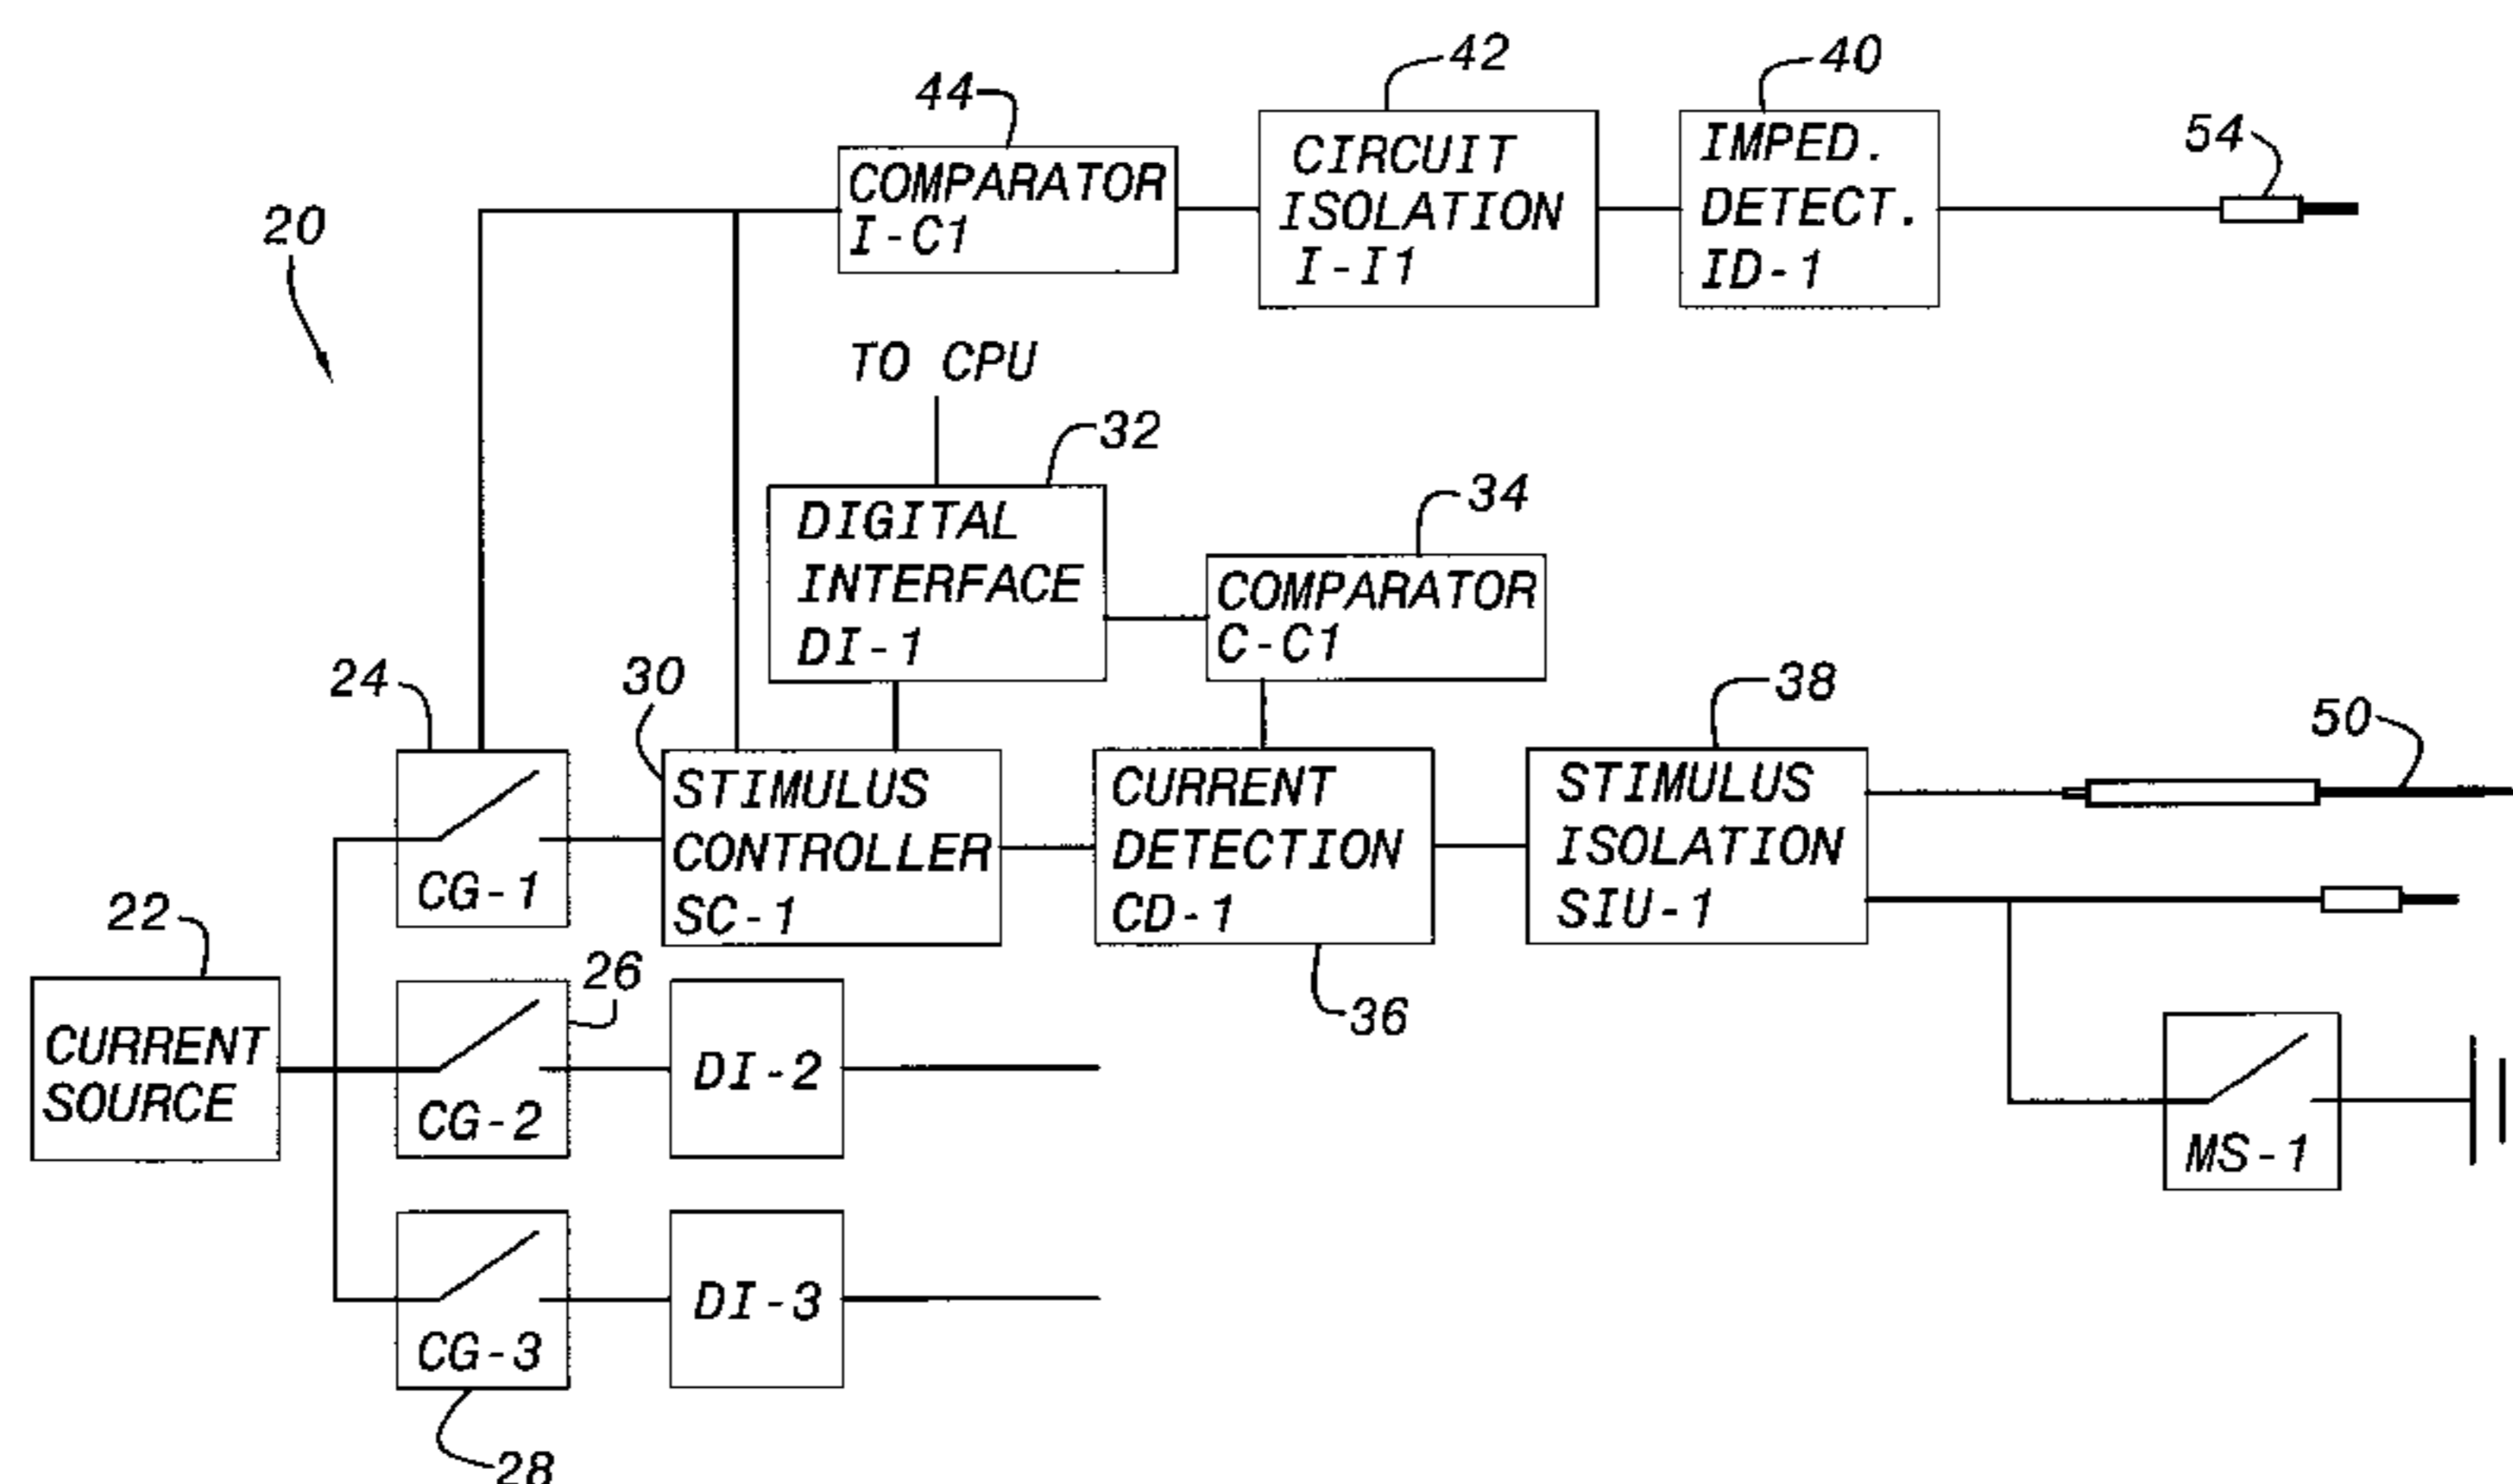 42
40
44
54
CIRCUIT
ISOLATION
I-I1
IMPED.
DETECT.
ID-1
COMPARATOR
I-C1
20
TO CPU
32
34
DIGITAL
INTERFACE
DI-1
COMPARATOR
C-C1
24
30
38
50
STIMULUS
CONTROLLER
SC-1
CURRENT
DETECTION
CD-1
STIMULUS
ISOLATION
SIU-1
CG-1
22
26
36
CURRENT
SOURCE
CG-2
DI-2
MS-1
CG-3
DI-3
28